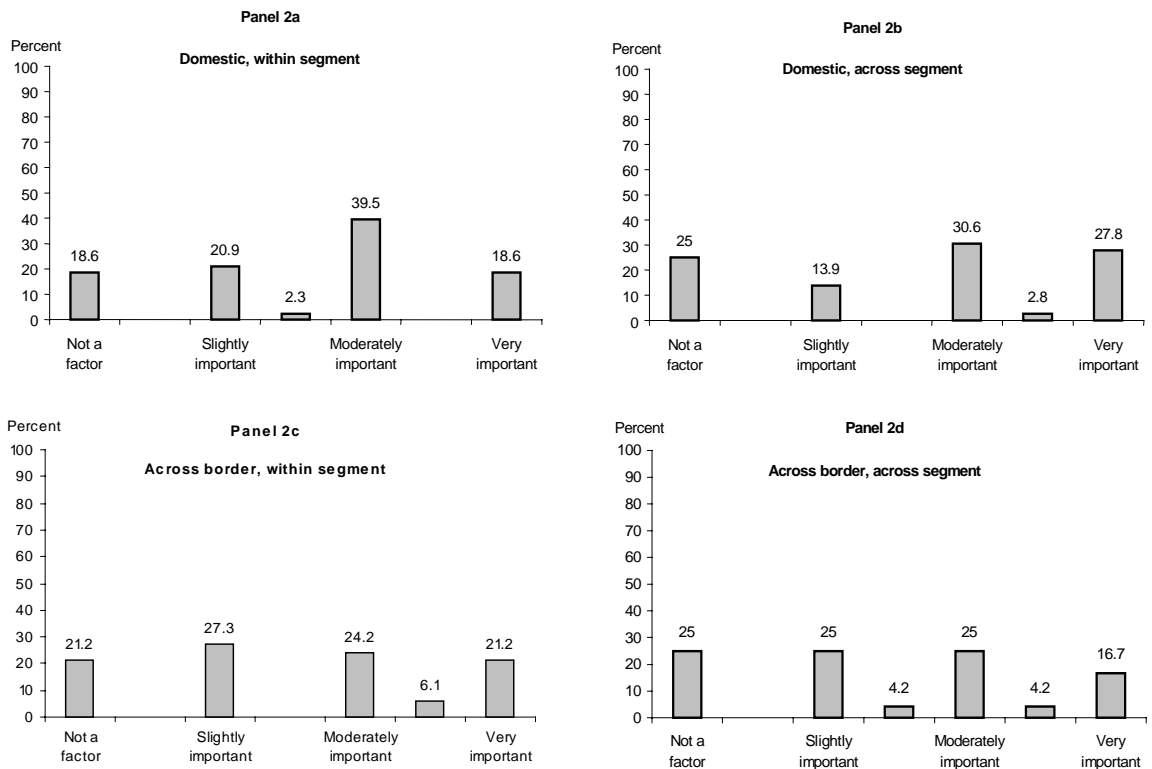 Panel 2a
Percent
Domestic, within segment
100
90
80
70
60
50
40
30
20
10
0
18.6
20.9
2.3
39.5
18.6
Not a
factor
Slightly
important
Moderately
important
Very
important
Panel 2b
Percent
Domestic, across segment
100
90
80
70
60
50
40
30
20
10
0
25
13.9
30.6
2.8
27.8
Not a
factor
Slightly
important
Moderately
important
Very
important
Percent
Panel 2c
Across border, within segment
100
90
80
70
60
50
40
30
20
10
0
21.2
27.3
24.2
6.1
21.2
Not a
factor
Slightly
important
Moderately
important
Very
important
Percent
Panel 2d
Across border, across segment
100
90
80
70
60
50
40
30
20
10
0
25
25
4.2
25
4.2
16.7
Not a
factor
Slightly
important
Moderately
important
Very
important